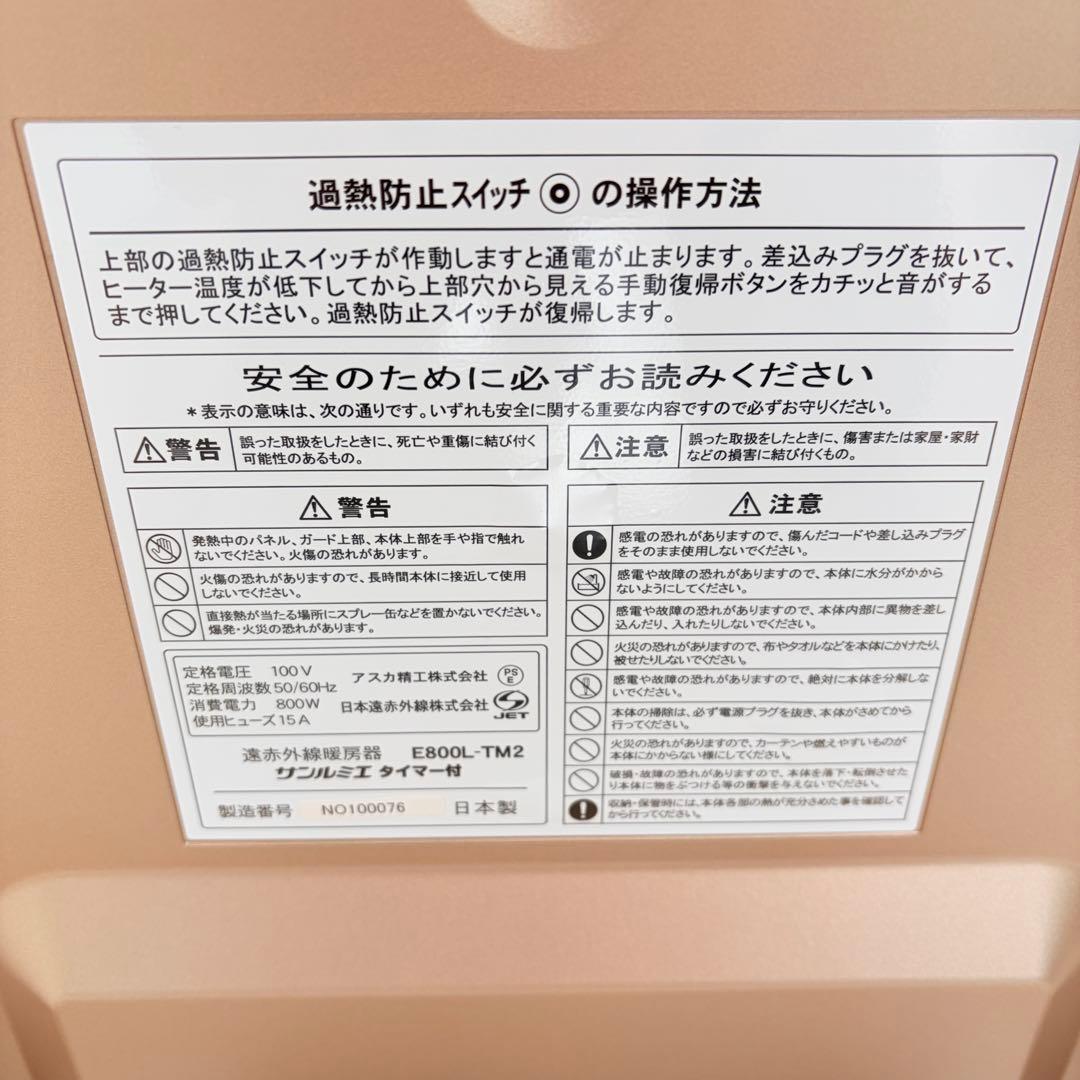 過熱防止スイッチ◎の操作方法
上部の過熱防止スイッチが作動しますと通電が止まります。差込みプラグを抜いて、
ヒーター温度が低下してから上部穴から見える手動復帰ボタンをカチッと音がする
まで押してください。過熱防止スイッチが復帰します。
安全のために必ずお読みください
＊表示の意味は、次の通りです。いずれも安全に関する重要な内容ですので必ずお守りください。
警告
誤った取扱をしたときに、死亡や重傷に結び付く
可能性のあるもの。
注意
誤った取扱をしたときに、傷害または家屋・家財
などの損害に結び付くもの。
警告
発熱中のパネル、ガード上部、本体上部を手や指で触れ
ないでください。火傷の恐れがあります。
火傷の恐れがありますので、長時間本体に接近して使用
しないでください。
直接熱が当たる場所にスプレー缶などを置かないでください。
爆発・火災の恐れがあります。
定格電圧 100V
定格周波数 50/60Hz
消費電力 800W
使用ヒューズ 15A
アスカ精工株式会社
PS
E
日本遠赤外線株式会社
JET
遠赤外線暖房器 E800L-TM2
サンルミエ タイマー付
製造番号 NO100076 日本製
注意
感電の恐れがありますので、傷んだコードや差し込みプラグ
をそのまま使用しないでください。
感電や故障の恐れがありますので、本体に水分がかから
ないようにしてください。
感電や故障の恐れがありますので、本体内部に異物を差し
込んだり、入れたりしないでください。
火災の恐れがありますので、布やタオルなどを本体にかけたり、
被せたりしないでください。
感電や故障の恐れがありますので、絶対に本体を分解しな
いでください。
本体の掃除は、必ず電源プラグを抜き、本体がさめてから
行ってください。
火災の恐れがありますので、カーテンや燃えやすいものが
本体にかからない様にしてください。
破損・故障の恐れがありますので、本体を落下・転倒させた
り本体に物をぶつける等の衝撃を与えないでください。
収納・保管時には、本体各部の熱が充分さめた事を確認して
から行ってください。